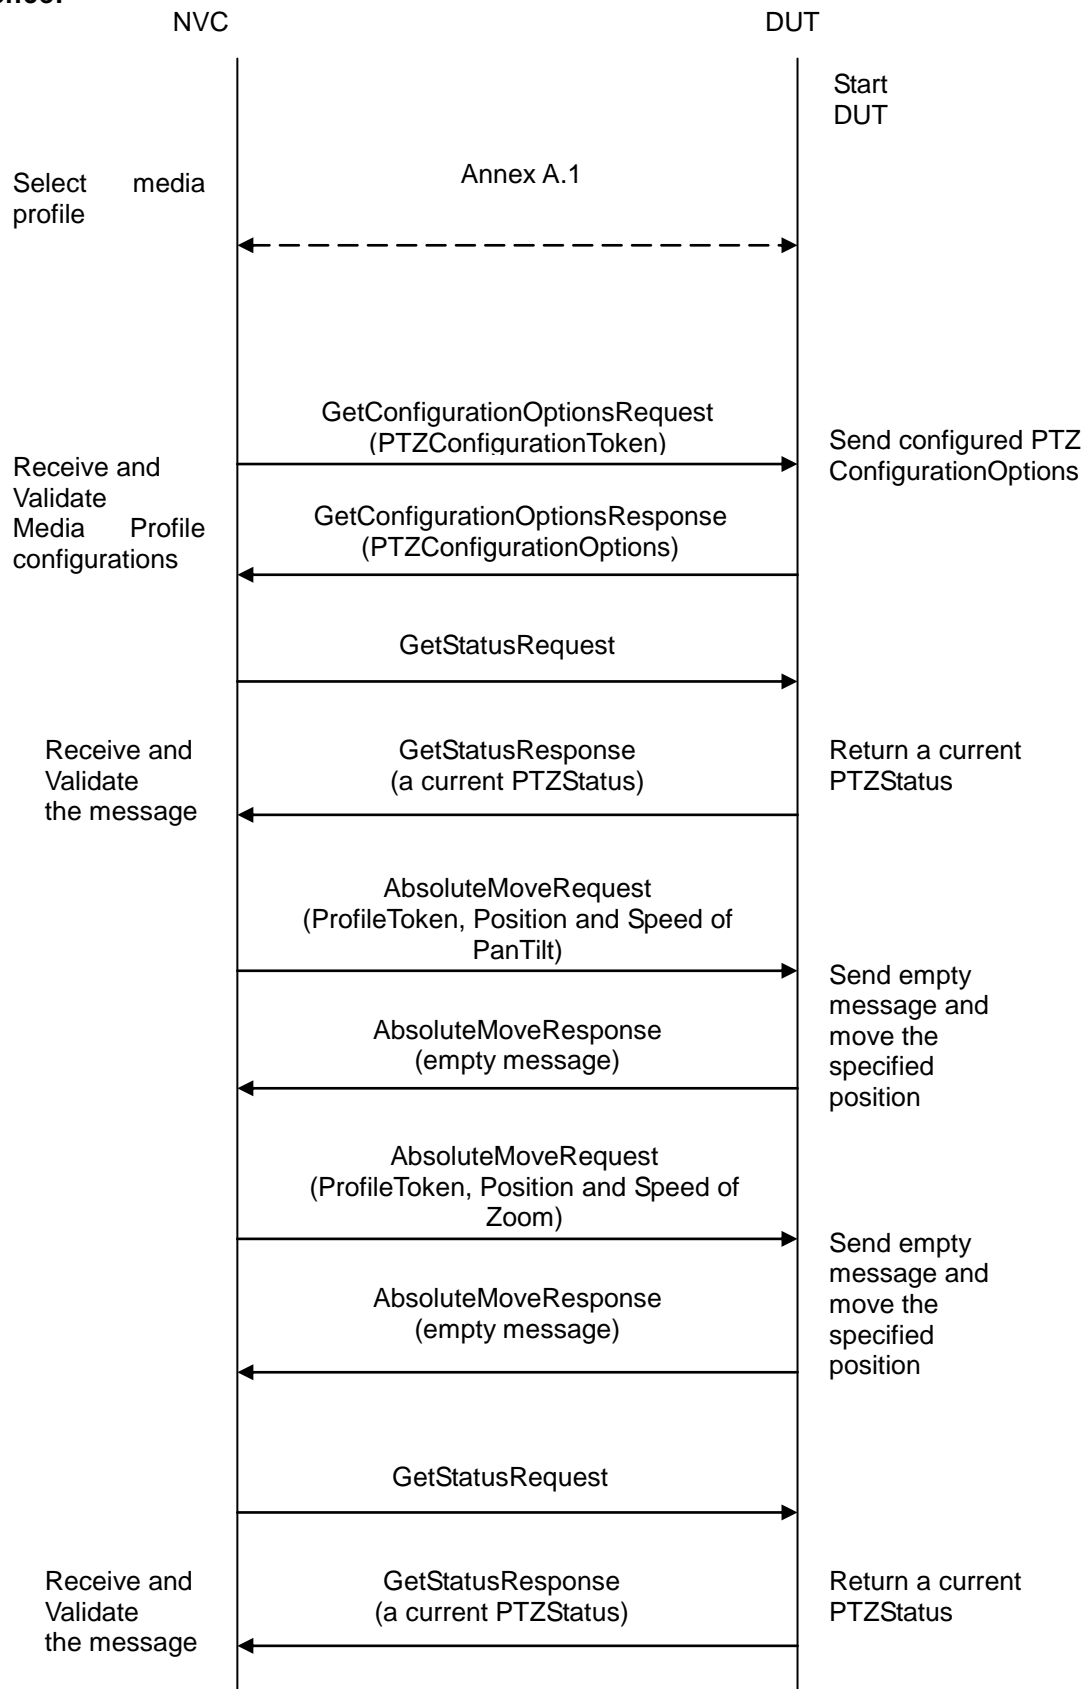 NVC
DUT
Start
DUT
Annex A.1
Select media
profile
GetConfigurationOptionsRequest
(PTZConfigurationToken)
Send configured PTZ
ConfigurationOptions
Receive and
Validate
Media Profile
configurations
GetConfigurationOptionsResponse
(PTZConfigurationOptions)
GetStatusRequest
Receive and
Validate
the message
GetStatusResponse
(a current PTZStatus)
Return a current
PTZStatus
AbsoluteMoveRequest
(ProfileToken, Position and Speed of
PanTilt)
Send empty
message and
move the
specified
position
AbsoluteMoveResponse
(empty message)
AbsoluteMoveRequest
(ProfileToken, Position and Speed of
Zoom)
Send empty
message and
move the
specified
position
AbsoluteMoveResponse
(empty message)
GetStatusRequest
Receive and
Validate
the message
GetStatusResponse
(a current PTZStatus)
Return a current
PTZStatus